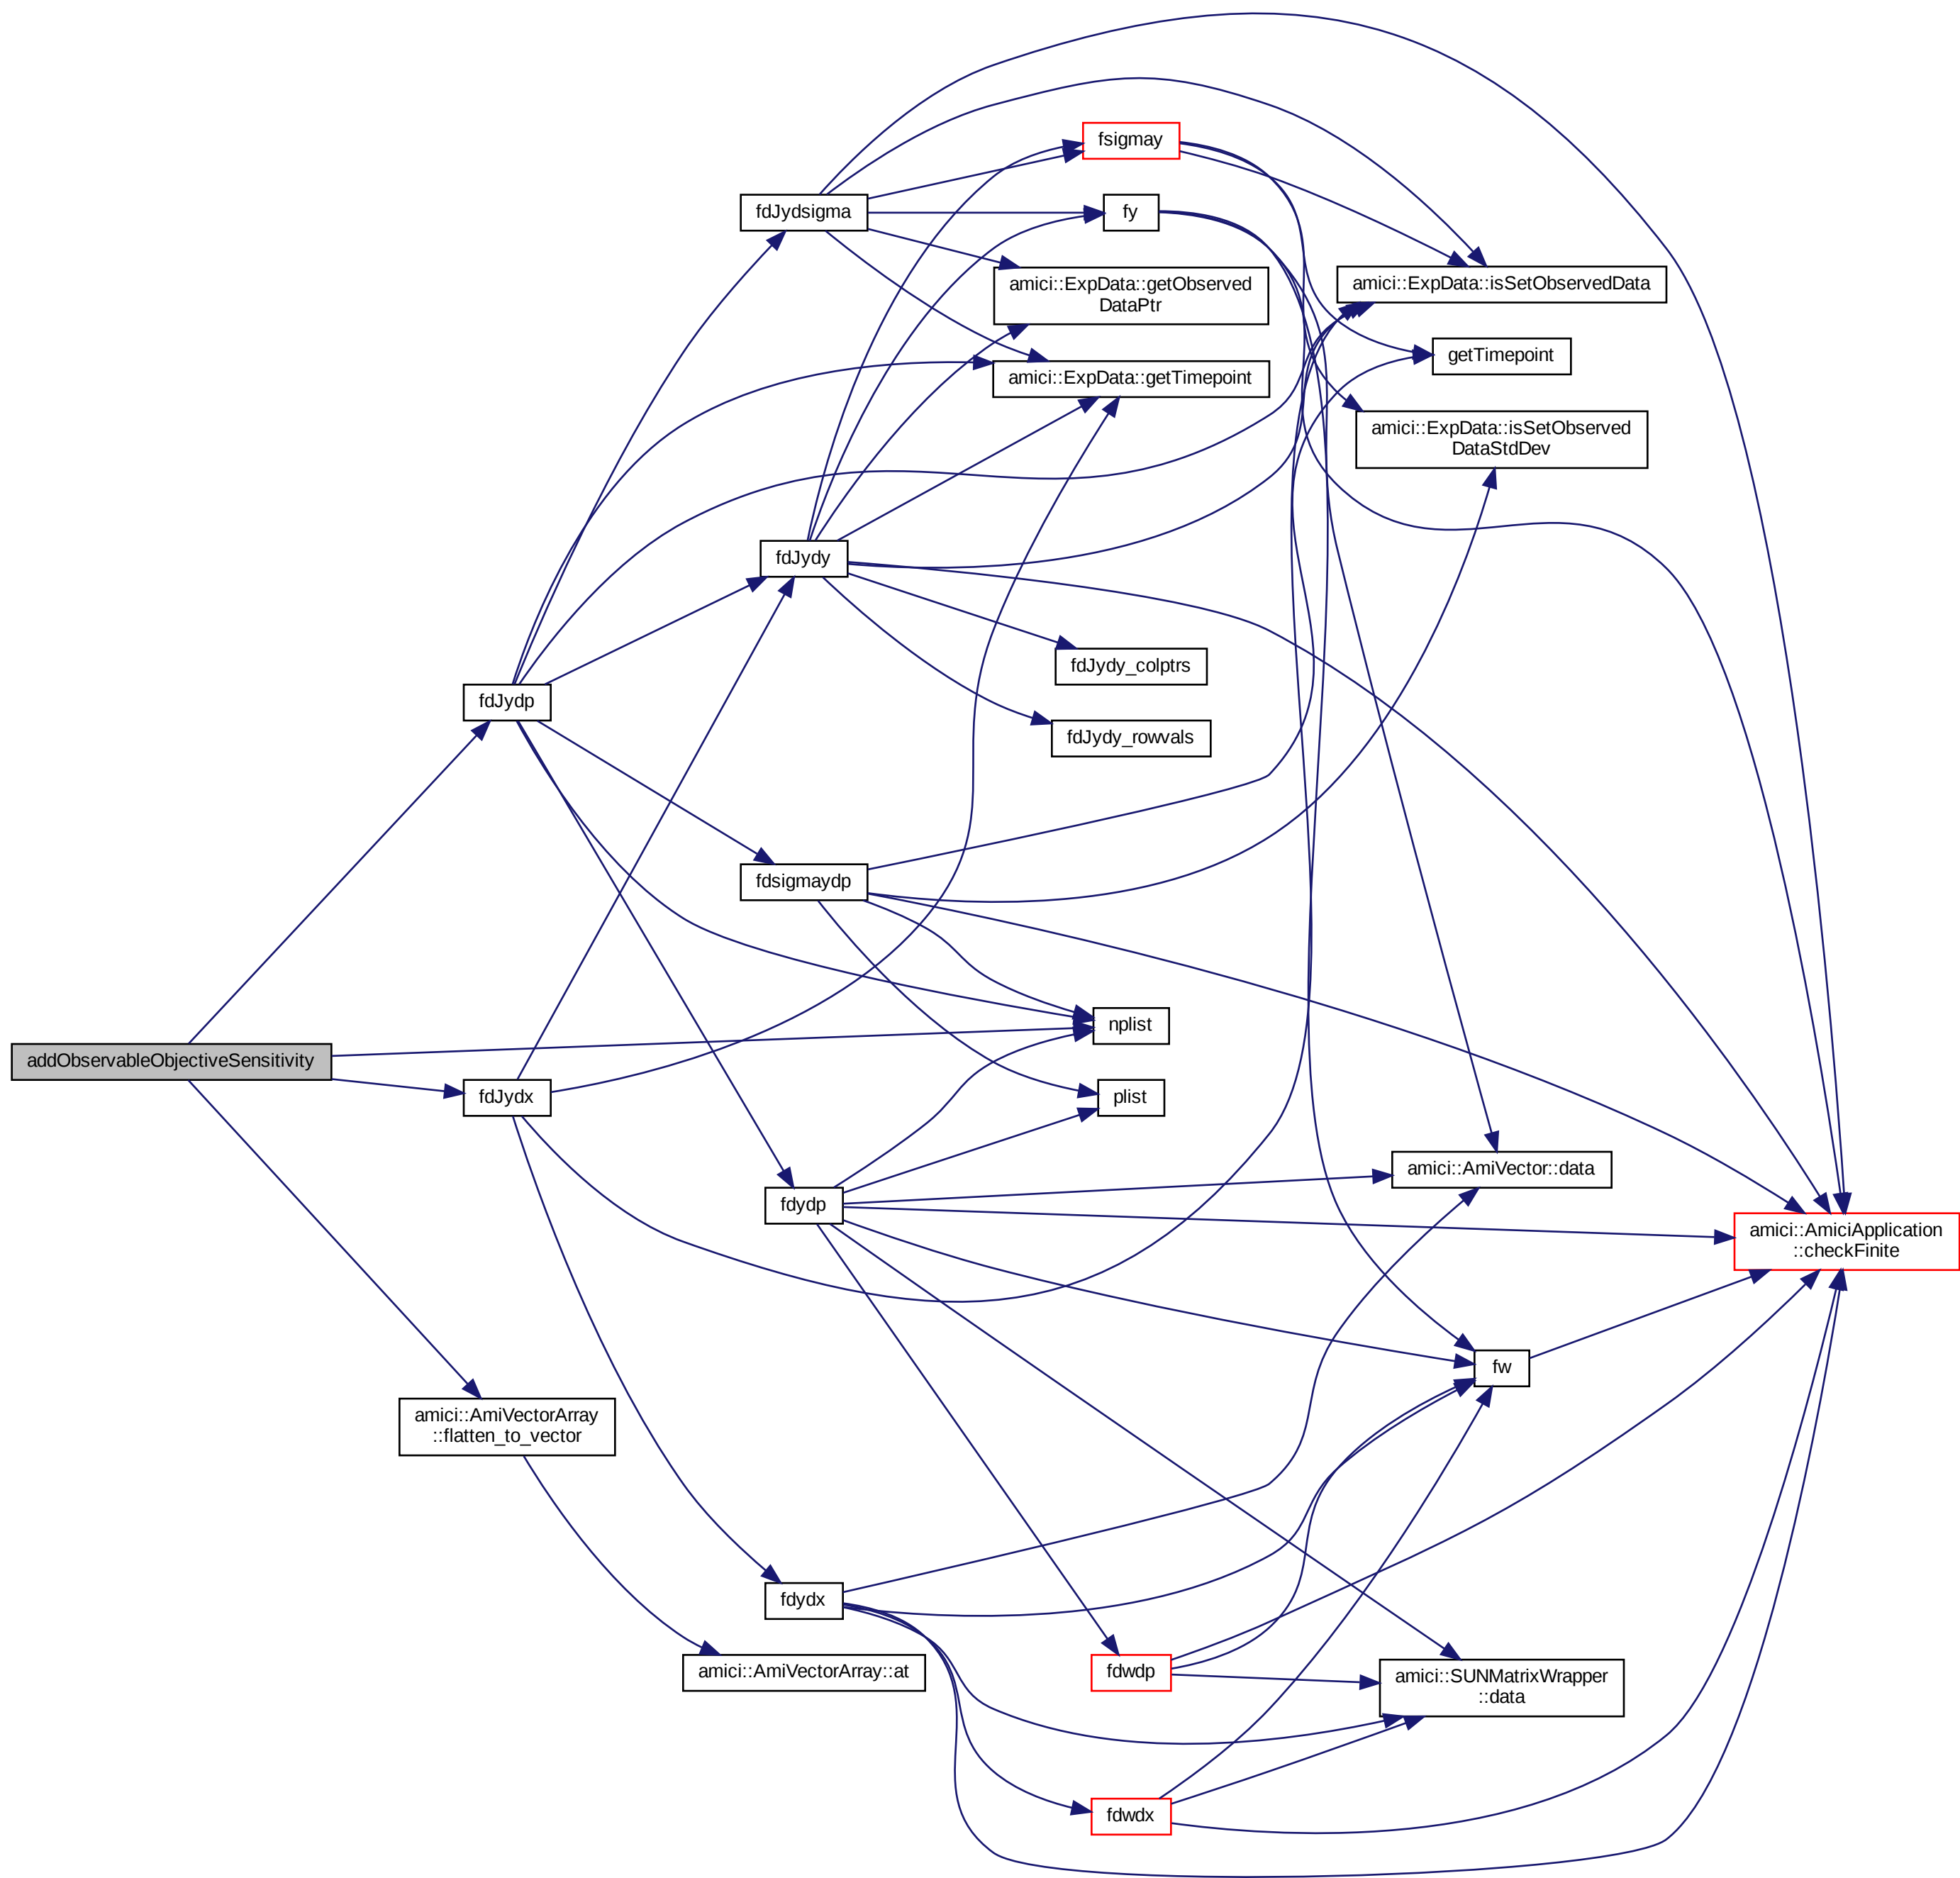 fsigmay
fdJydsigma
fy
amici::ExpData::getObserved
DataPtr
amici::ExpData::isSetObservedData
getTimepoint
amici::ExpData::getTimepoint
amici::ExpData::isSetObserved
DataStdDev
fdJydy
fdJydy_colptrs
fdJydp
fdJydy_rowvals
fdsigmaydp
nplist
addObservableObjectiveSensitivity
fdJydx
plist
amici::AmiVector::data
fdydp
amici::AmiciApplication
::checkFinite
fw
amici::AmiVectorArray
::flatten_to_vector
fdydx
amici::AmiVectorArray::at
fdwdp
amici::SUNMatrixWrapper
::data
fdwdx